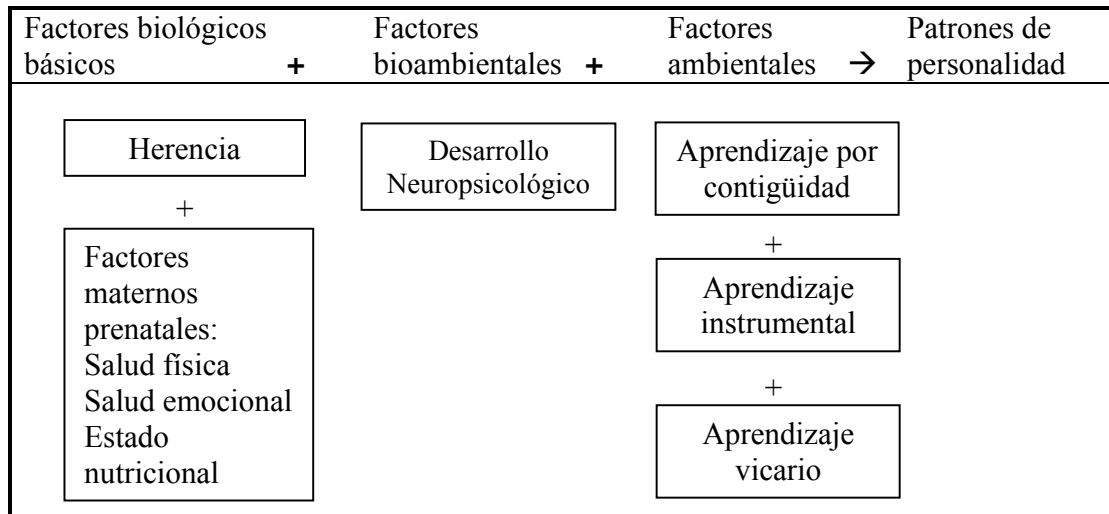 Factores biológicos
básicos +
Factores
bioambientales +
Factores
ambientales →
Patrones de
personalidad
Herencia
+
Factores
maternos
prenatales:
Salud física
Salud emocional
Estado
nutricional
Desarrollo
Neuropsicológico
Aprendizaje por
contigüidad
+
Aprendizaje
instrumental
+
Aprendizaje
vicario